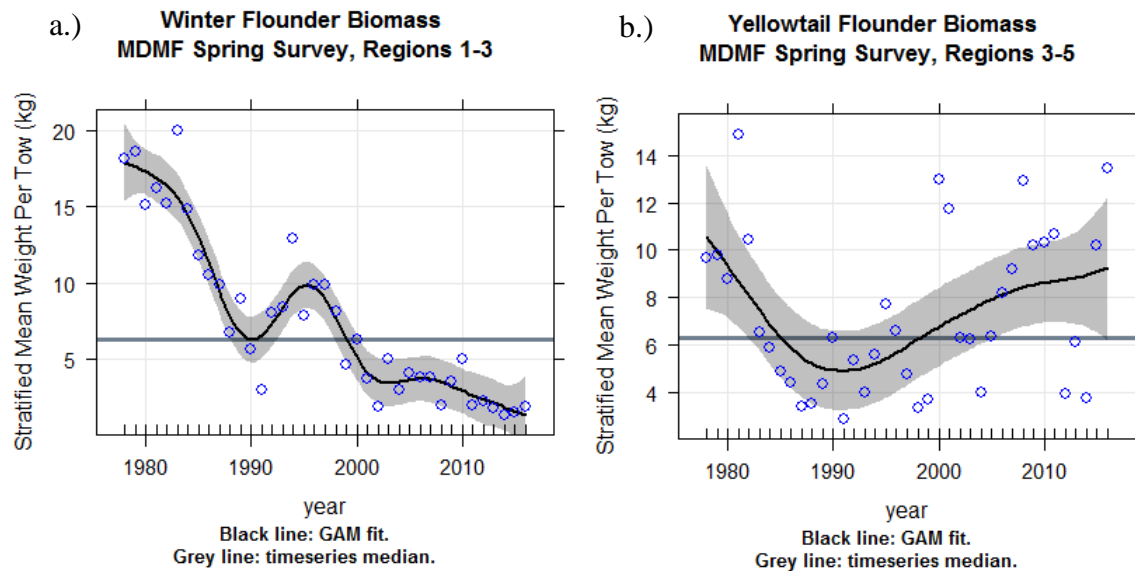 a.)
Winter Flounder Biomass
MDMF Spring Survey, Regions 1-3
Stratified Mean Weight Per Tow (kg)
20
15
10
5
1980 1990 2000 2010
year
Black line: GAM fit.
Grey line: timeseries median.
b.)
Yellowtail Flounder Biomass
MDMF Spring Survey, Regions 3-5
Stratified Mean Weight Per Tow (kg)
14
12
10
8
6
4
1980 1990 2000 2010
year
Black line: GAM fit.
Grey line: timeseries median.